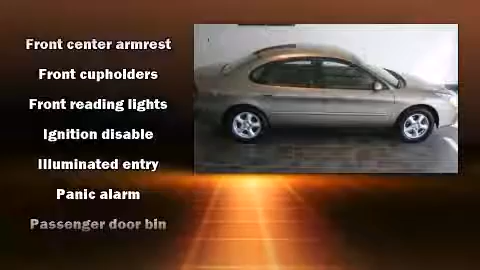 Front center armrest
Front cupholders
Front reading lights
Ignition disable
Illuminated entry
Panic alarm
Passenger door bin